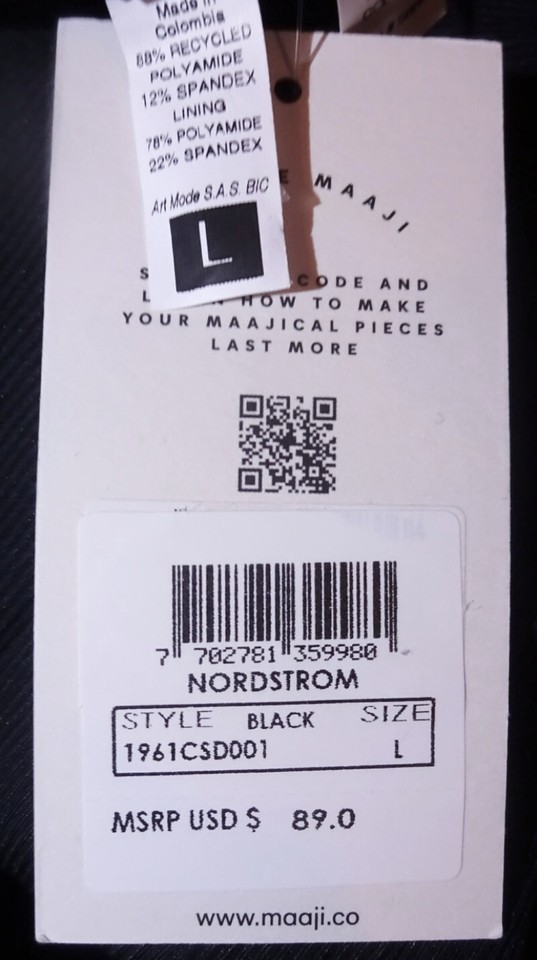 Made in
Colombia
88% RECYCLED
POLYAMIDE
12% SPANDEX
LINING
78% POLYAMIDE
22% SPANDEX
Art Mode S.A.S. BIC
L
MAAJI
CODE AND
HOW TO MAKE
YOUR MAAJICAL PIECES
LAST MORE
7 702781 359980
NORDSTROM
STYLE BLACK SIZE
1961CSD001 L
MSRP USD $ 89.0
www.maaji.co